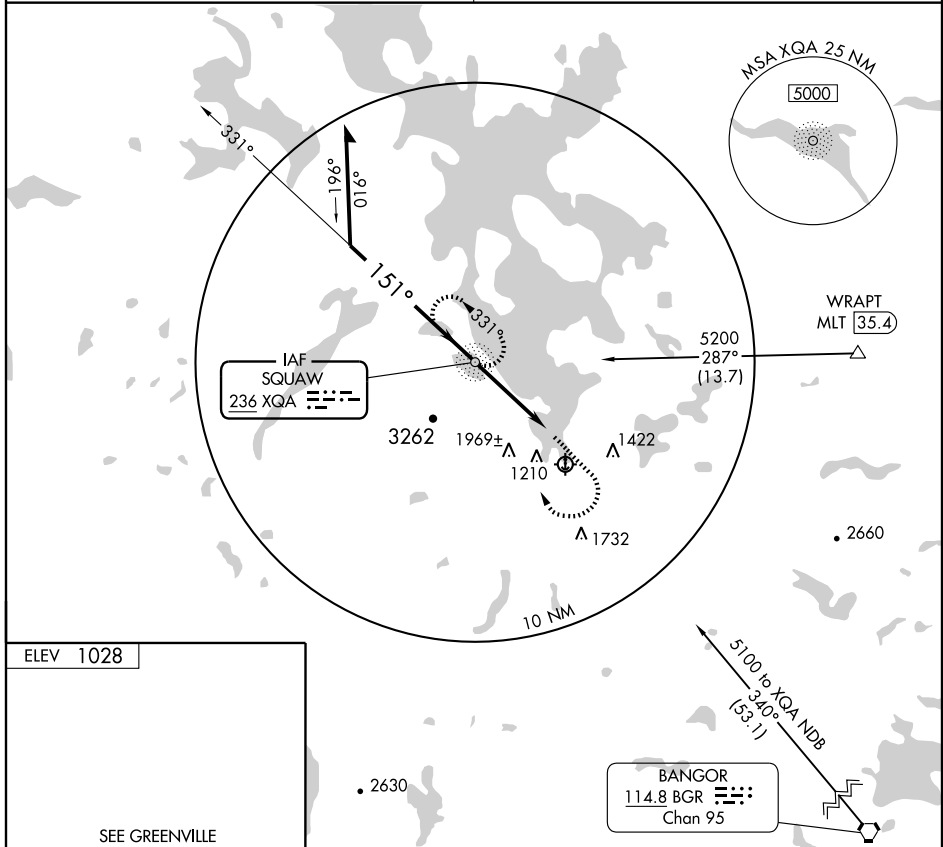 MSA XQA 25 NM
5000
331°
196°
016°
151°
331°
WRAPT
MLT 35.4
5200
287°
(13.7)
IAF
SQUAW
236 XQA
3262
1969±
1210
1422
1732
2660
10 NM
ELEV 1028
5100 to XQA NDB
340°
(53.1)
2630
BANGOR
114.8 BGR
Chan 95
SEE GREENVILLE